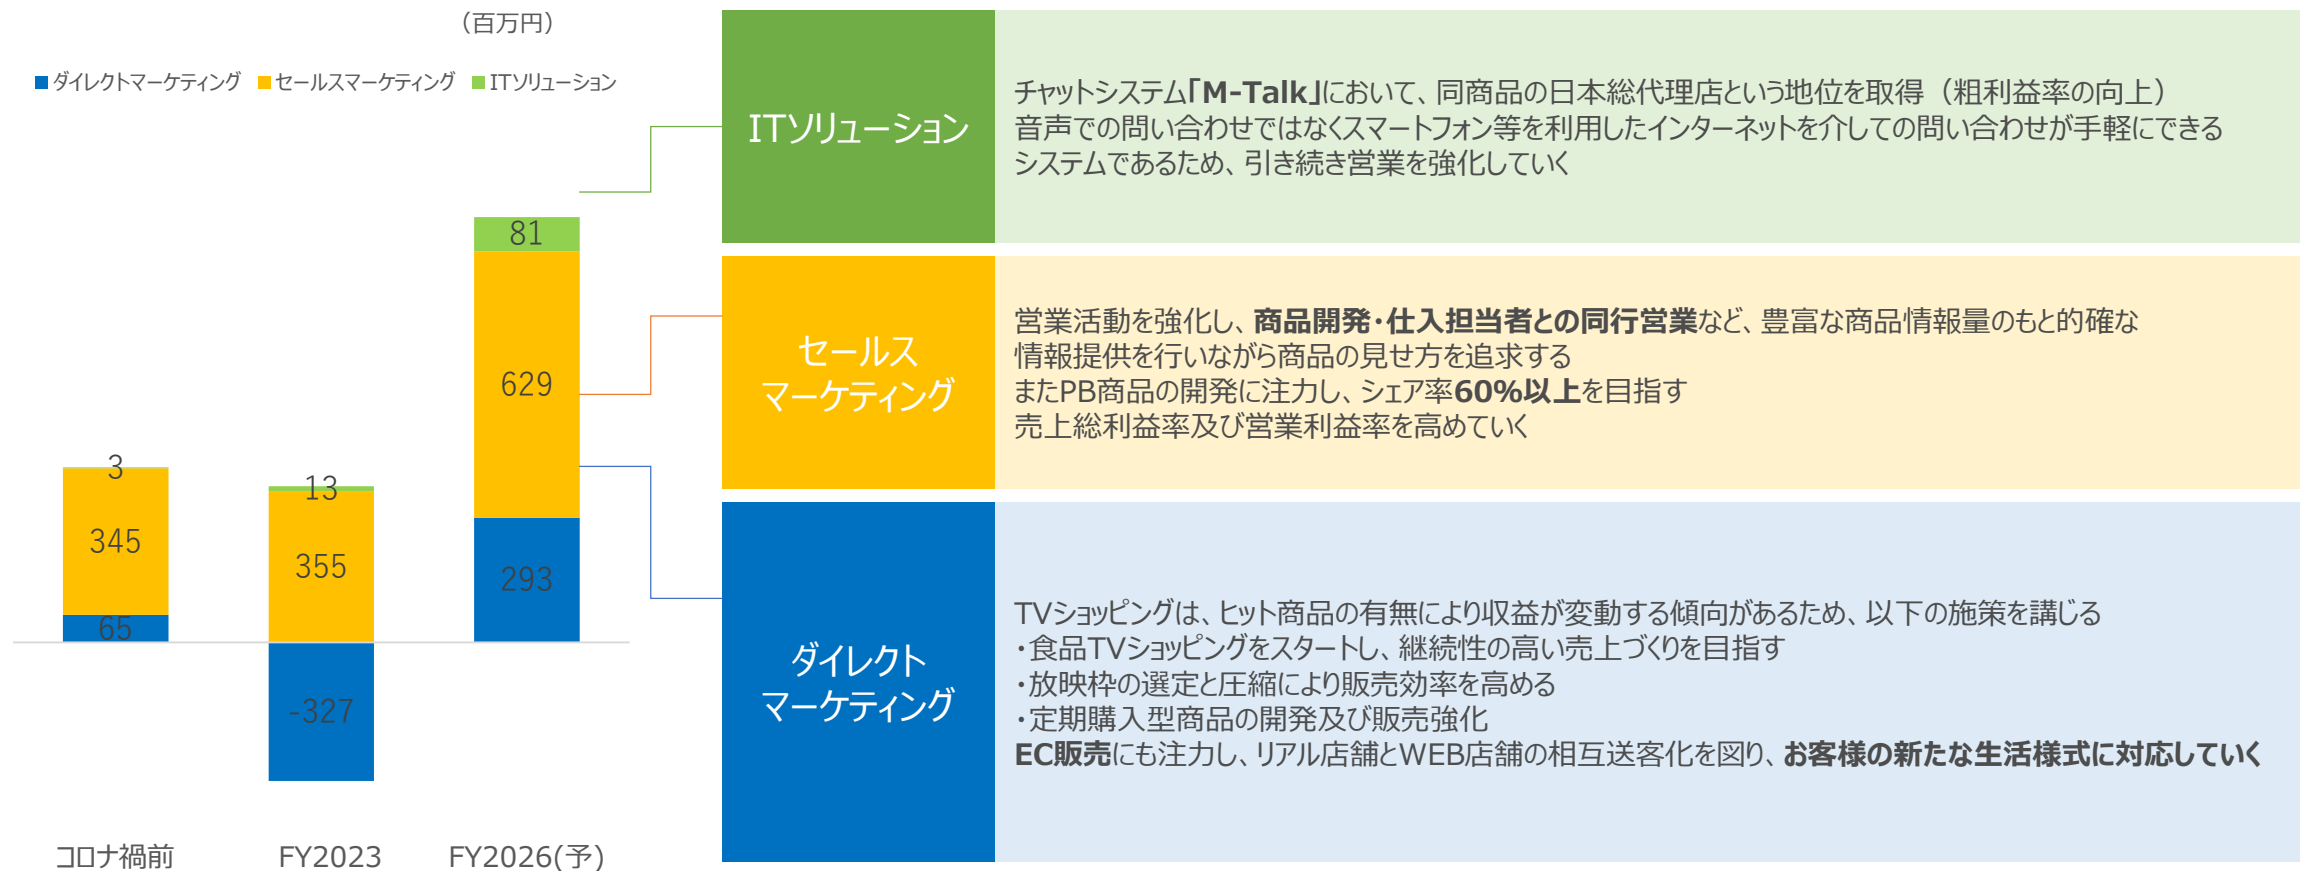 （百万円）
ダイレクトマーケティング セールスマーケティング ITソリューション
81
629
293
3
345
65
13
355
-327
コロナ禍前 FY2023 FY2026(予)
ITソリューション
チャットシステム「M-Talk」において、同商品の日本総代理店という地位を取得（粗利益率の向上）
音声での問い合わせではなくスマートフォン等を利用したインターネットを介しての問い合わせが手軽にできる
システムであるため、引き続き営業を強化していく
セールス
マーケティング
営業活動を強化し、商品開発・仕入担当者との同行営業など、豊富な商品情報量のもと的確な
情報提供を行いながら商品の見せ方を追求する
またPB商品の開発に注力し、シェア率60%以上を目指す
売上総利益率及び営業利益率を高めていく
ダイレクト
マーケティング
TVショッピングは、ヒット商品の有無により収益が変動する傾向があるため、以下の施策を講じる
・食品TVショッピングをスタートし、継続性の高い売上づくりを目指す
・放映枠の選定と圧縮により販売効率を高める
・定期購入型商品の開発及び販売強化
EC販売にも注力し、リアル店舗とWEB店舗の相互送客化を図り、お客様の新たな生活様式に対応していく